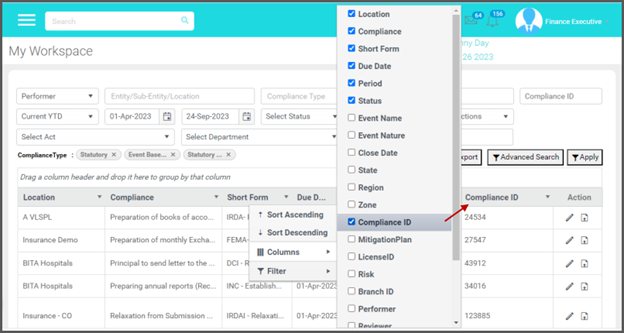 Search
64
156
Finance Executive
My Workspace
ny Day
26 2023
Performer
Entity/Sub-Entity/Location
Compliance Type
Compliance ID
Current YTD
01-Apr-2023
24-Sep-2023
Select Status
ctions
Select Act
Select Department
ComplianceType : Statutory × Event Base... × Statutory ... ×
xport
Advanced Search
Apply
Drag a column header and drop it here to group by that column
Location Compliance Short Form Due D... Compliance ID Action
A VLSPL Preparation of books of acco... IRDA- 24534
Insurance Demo Preparation of monthly Excha... FEMA- 27547
BITA Hospitals Principal to send letter to the ... DCI - R 43912
BITA Hospitals Preparing annual reports (Rec... INC - Establish... 01-Apr-2023 34016
Insurance - CO Relaxation from Submission ... IRDAI - Relaxati... 01-Apr-2023 123885
Sort Ascending
Sort Descending
Columns
Filter
Location
Compliance
Short Form
Due Date
Period
Status
Event Name
Event Nature
Close Date
State
Region
Zone
Compliance ID
MitigationPlan
LicenseID
Risk
Branch ID
Performer
Reviewer